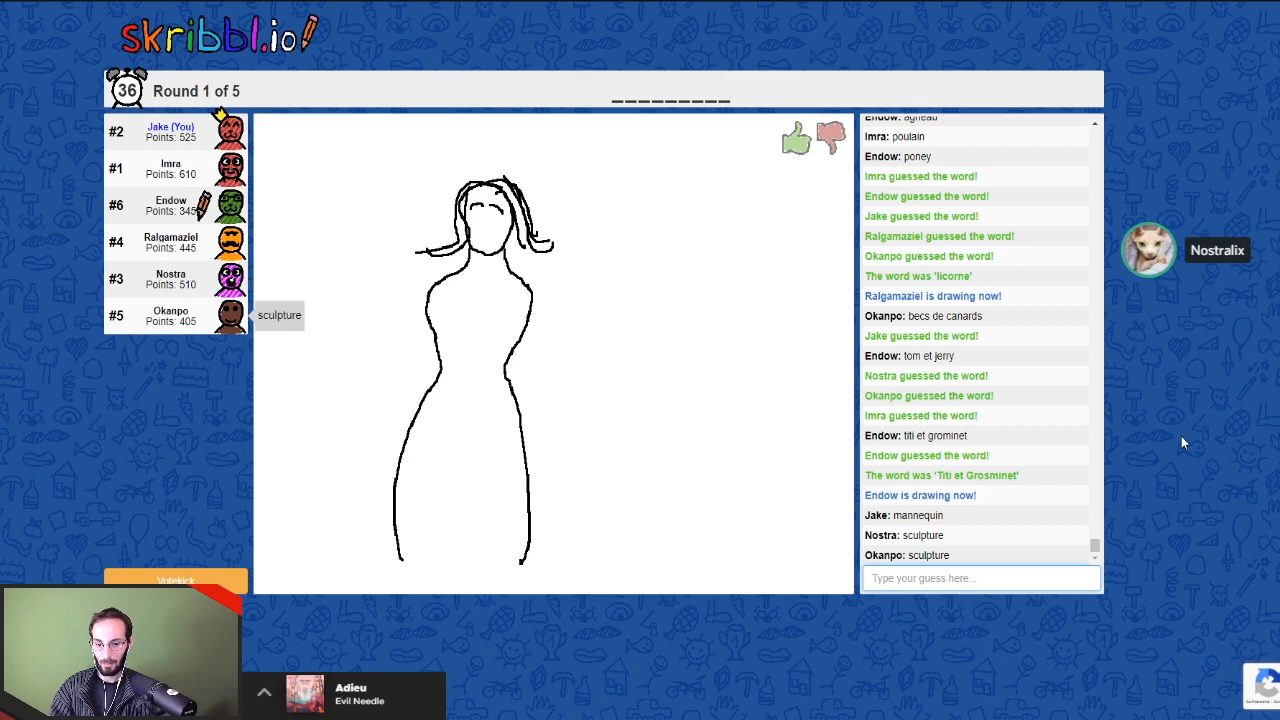 skribbl.io
36
Round 1 of 5
_________
#2
Jake (You)
Points: 525
#1
Imra
Points: 610
#6
Endow
Points: 345
#4
Ralgamaziel
Points: 445
#3
Nostra
Points: 510
#5
Okanpo
Points: 405
sculpture
Votekick
Endow: agneau
Imra: poulain
Endow: poney
Imra guessed the word!
Endow guessed the word!
Jake guessed the word!
Ralgamaziel guessed the word!
Okanpo guessed the word!
The word was 'licorne'
Ralgamaziel is drawing now!
Okanpo: becs de canards
Jake guessed the word!
Endow: tom et jerry
Nostra guessed the word!
Okanpo guessed the word!
Imra guessed the word!
Endow: titi et grominet
Endow guessed the word!
The word was 'Titi et Grosminet'
Endow is drawing now!
Jake: mannequin
Nostra: sculpture
Okanpo: sculpture
Type your guess here...
Nostralix
Adieu
Evil Needle